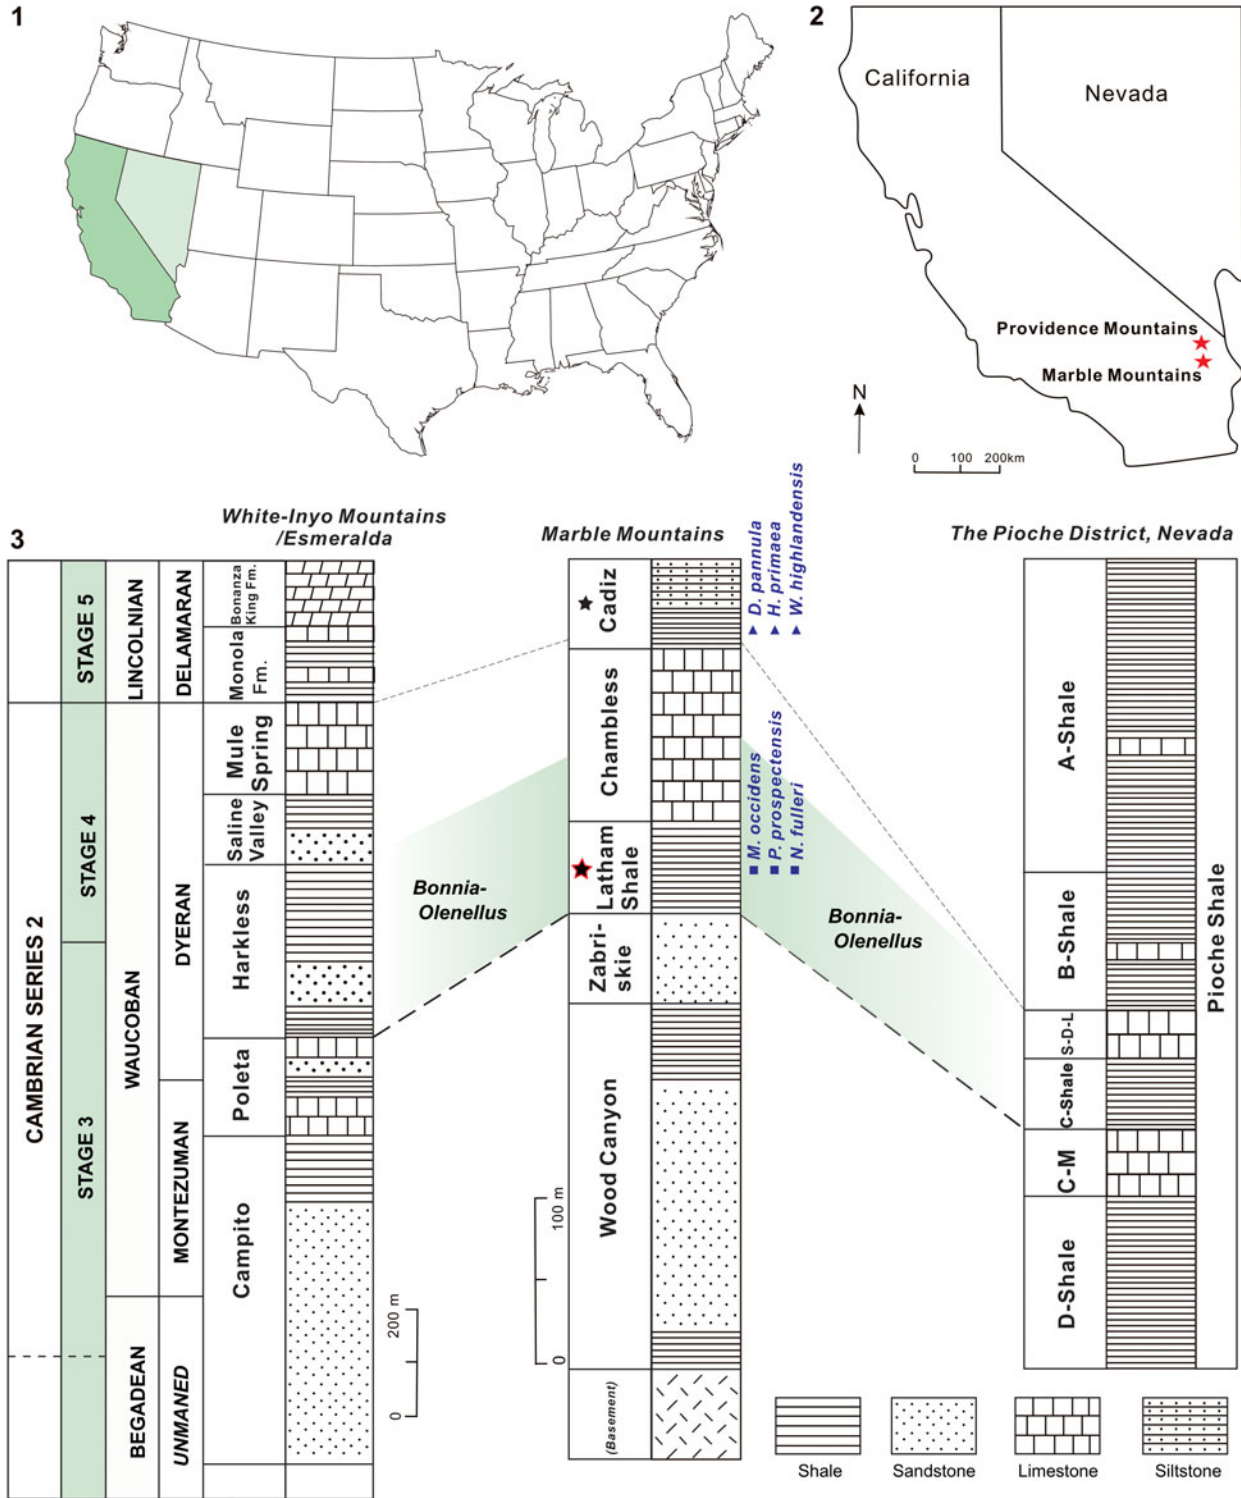 1
2
California
Nevada
Providence Mountains
Marble Mountains
N
0 100 200km
3
White-Inyo Mountains
/Esmeralda
Marble Mountains
The Pioche District, Nevada
CAMBRIAN SERIES 2
STAGE 5
STAGE 4
STAGE 3
LINCOLNIAN
WAUCOBAN
BEGADEAN
DELAMARAN
DYERAN
MONTEZUMAN
UNMANED
Bonanza
King Fm.
Monola
Fm.
Mule
Spring
Saline
Valley
Harkless
Poleta
Campito
200 m
0
Bonnia-
Olenellus
Cadiz
Chambless
Latham
Shale
Zabri-
skie
Wood Canyon
(Basement)
100 m
0
D. pannula
H. primaea
W. highlandensis
M. occidens
P. prospectensis
N. fulleri
Bonnia-
Olenellus
A-Shale
B-Shale
S-D-L
C-Shale
C-M
D-Shale
Pioche Shale
Shale
Sandstone
Limestone
Siltstone